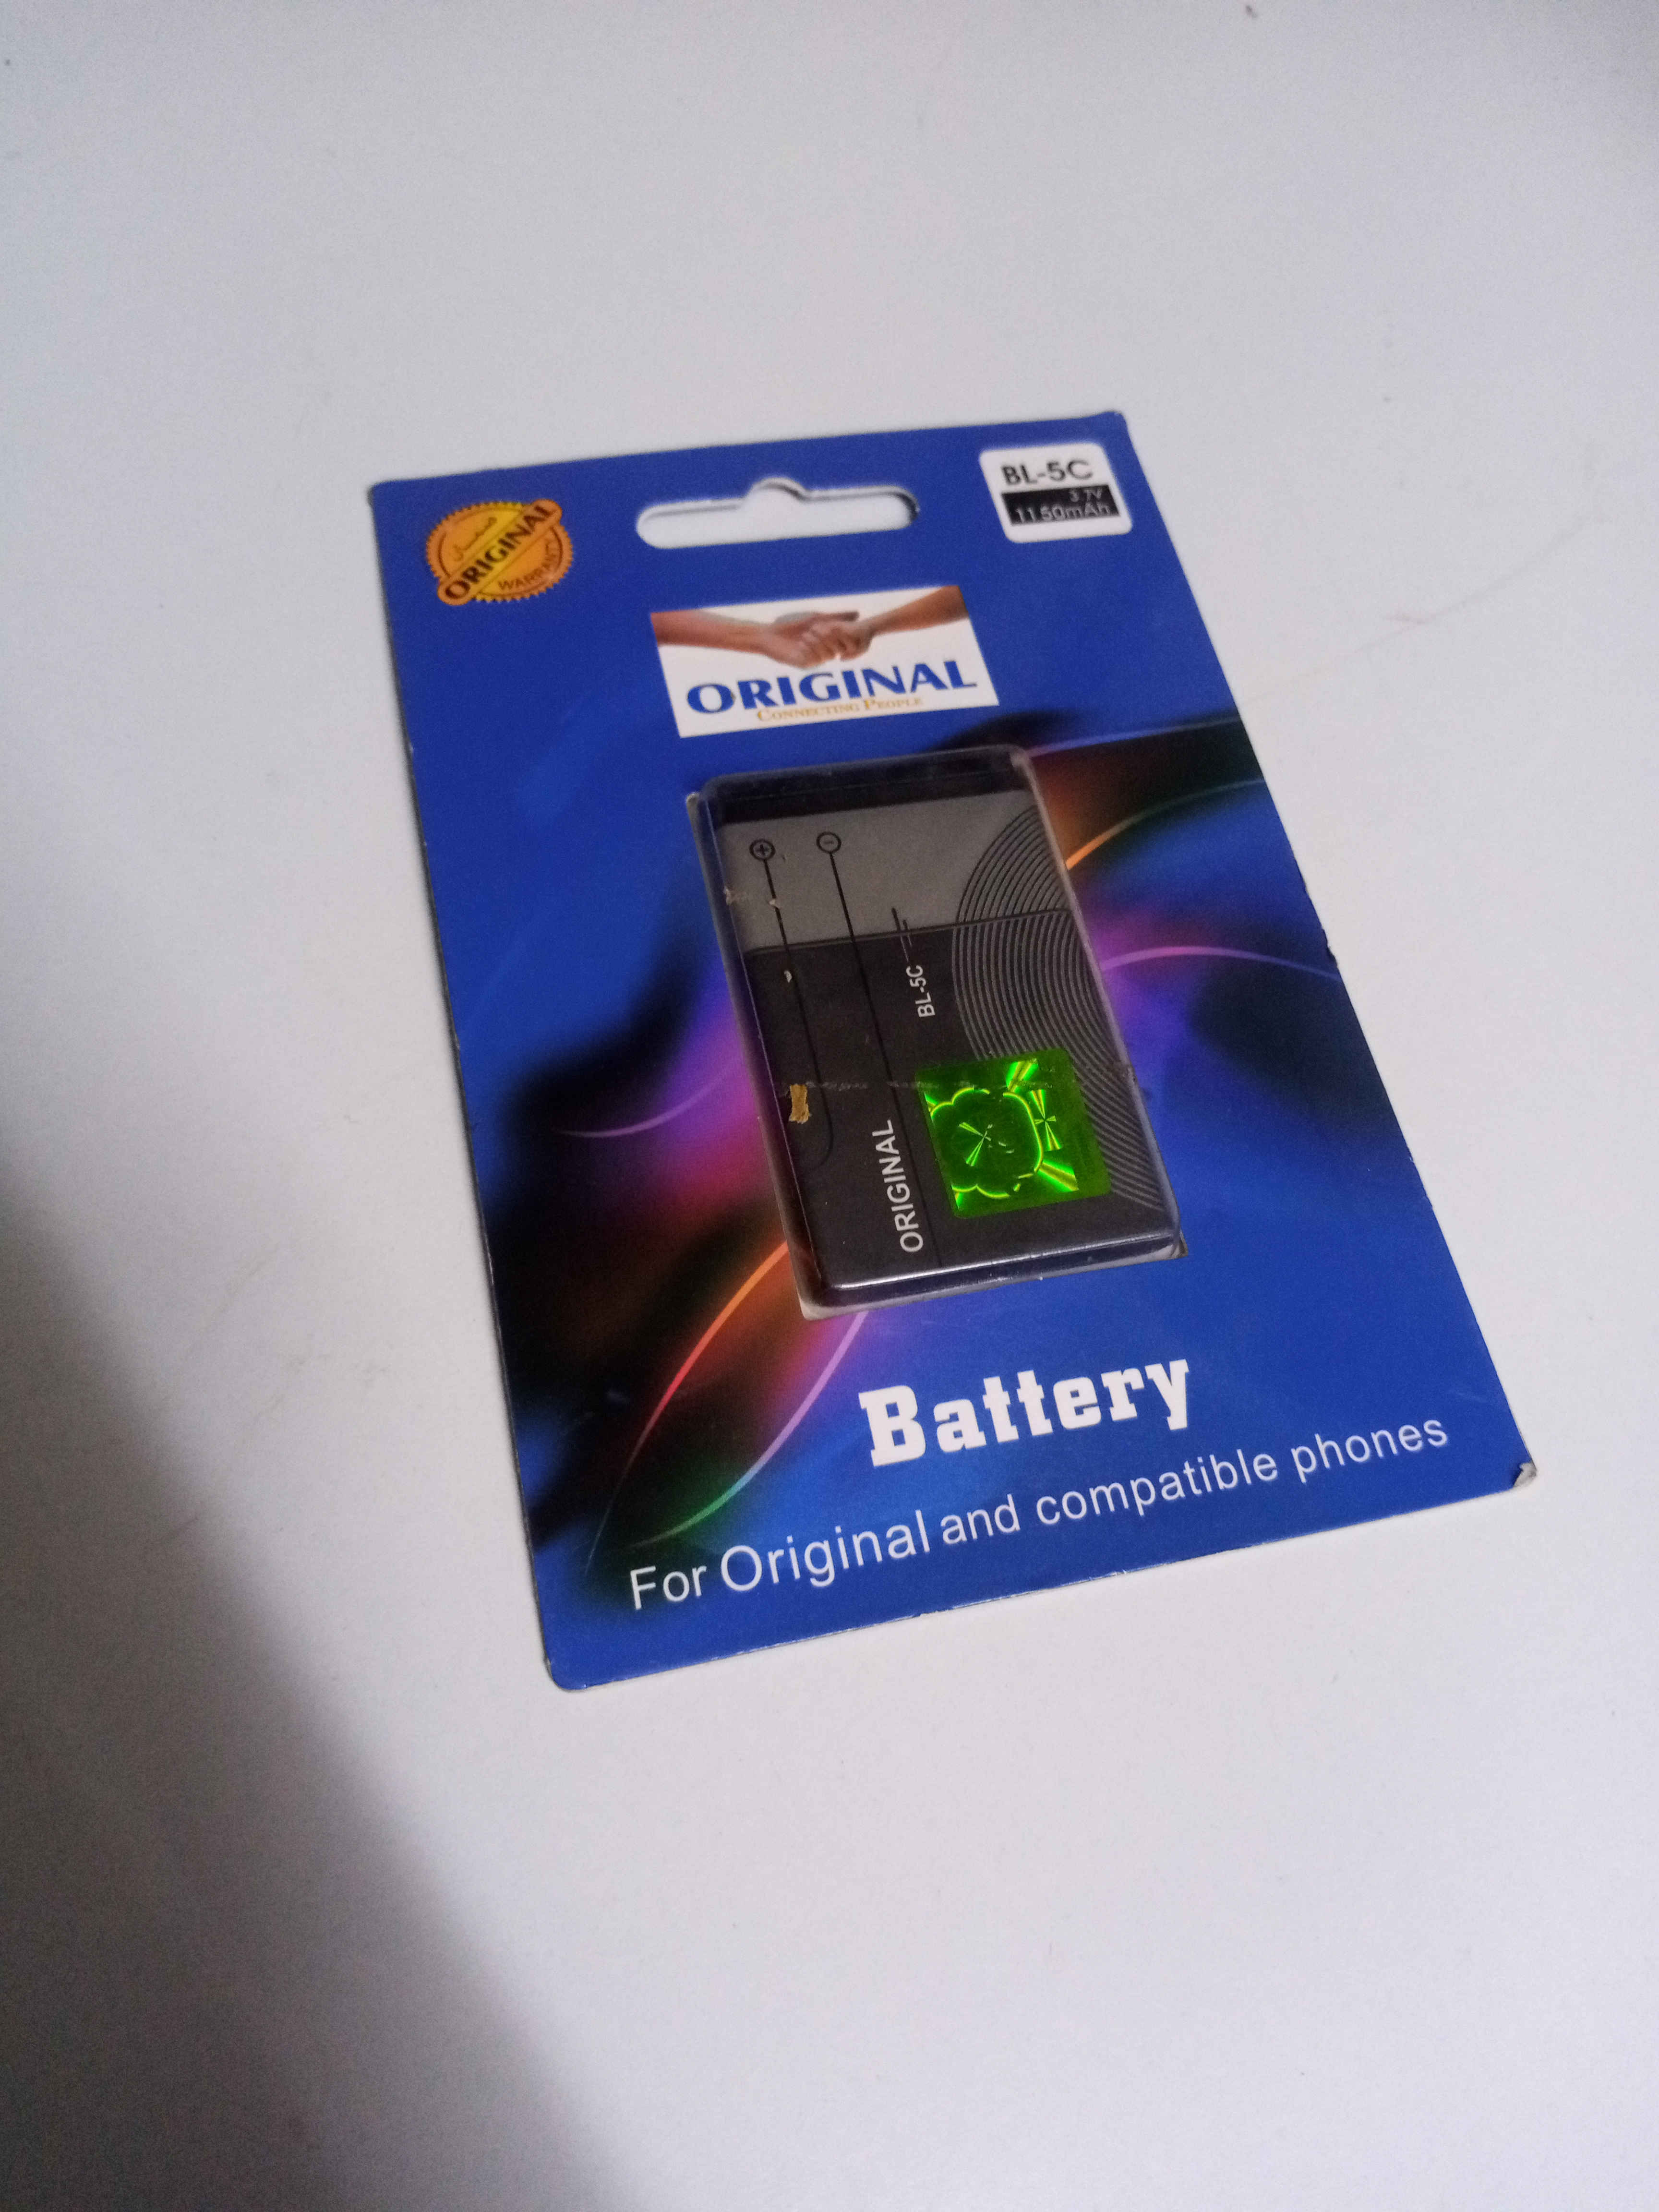 BL-5C
3.7V
1150mAh
ضمان
ORIGINAL
WARRANTY
ORIGINAL
CONNECTING PEOPLE
BL-5C
ORIGINAL
Battery
For Original and compatible phones